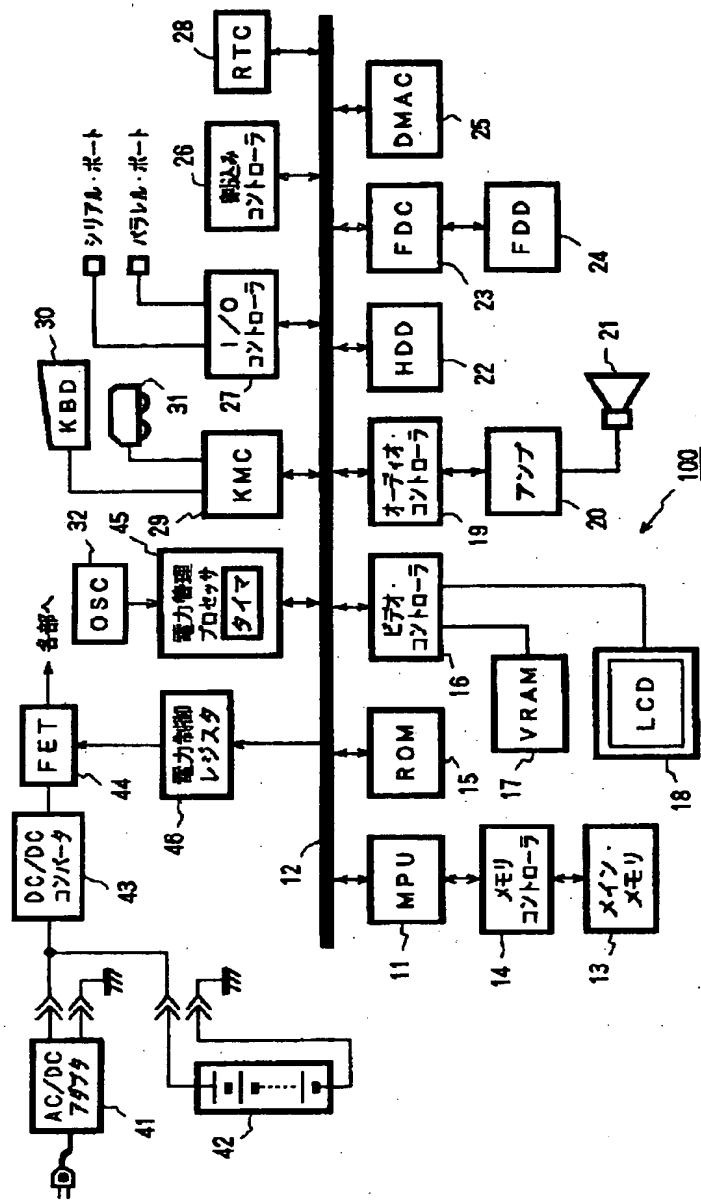 AC/DC
アダプタ
41
42
DC/DC
コンバータ
43
FET
44
各部へ
電力制御
レジスタ
46
OSC
32
電力管理
プロセッサ
タイマ
45
KBD
30
31
KMC
29
シリアル・ポート
パラレル・ポート
I/O
コントローラ
27
割込み
コントローラ
26
RTC
28
12
MPU
11
メモリ
コントローラ
14
メイン・
メモリ
13
ROM
15
ビデオ・
コントローラ
16
VRAM
17
LCD
18
オーディオ・
コントローラ
19
アンプ
20
21
HDD
22
FDC
23
FDD
24
DMAC
25
100